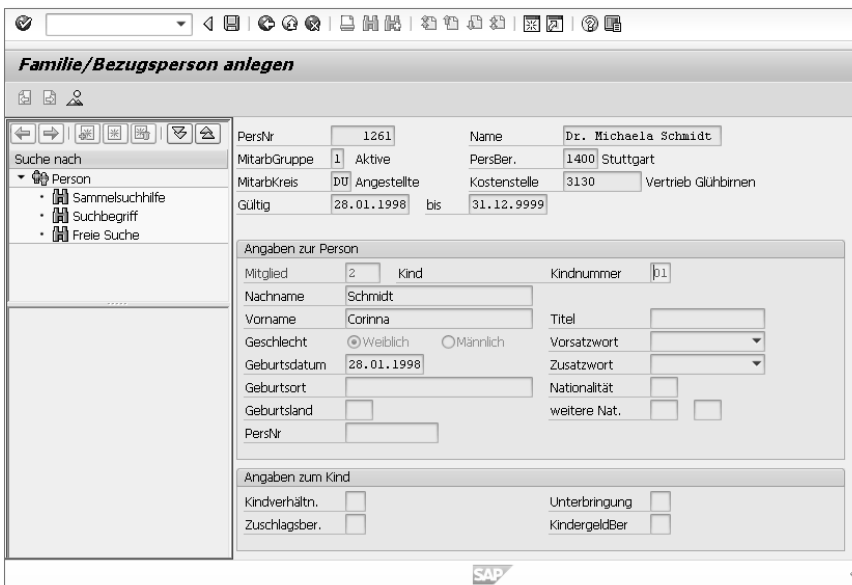 Familie/Bezugsperson anlegen
Suche nach
Person
Sammelsuchhilfe
Suchbegriff
Freie Suche
PersNr 1261 Name Dr. Michaela Schmidt
MitarbGruppe 1 Aktive PersBer. 1400 Stuttgart
MitarbKreis DU Angestellte Kostenstelle 3130 Vertrieb Glühbirnen
Gültig 28.01.1998 bis 31.12.9999
Angaben zur Person
Mitglied 2 Kind Kindnummer 01
Nachname Schmidt
Vorname Corinna Titel
Geschlecht Weiblich Männlich Vorsatzwort
Geburtsdatum 28.01.1998 Zusatzwort
Geburtsort Nationalität
Geburtsland weitere Nat.
PersNr
Angaben zum Kind
Kindverhältn. Unterbringung
Zuschlagsber. KindergeldBer
SAP